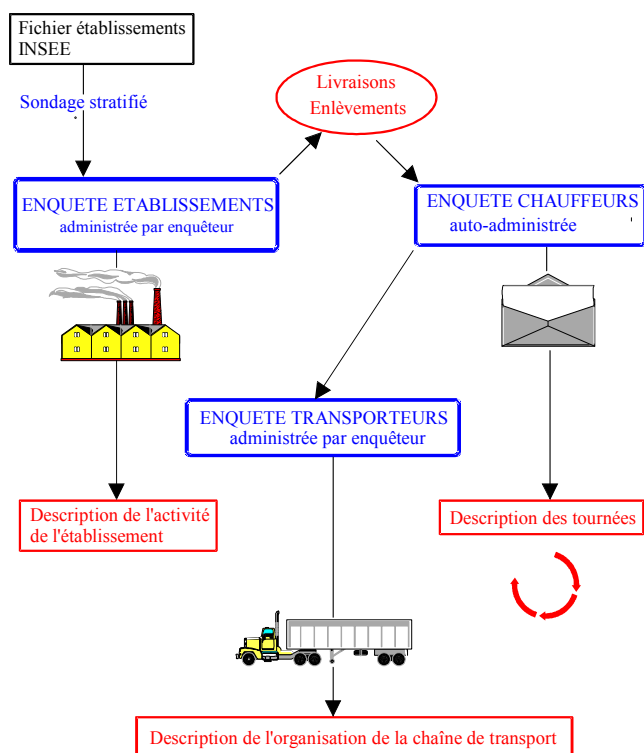 Fichier établissements
INSEE
Sondage stratifié
Livraisons
Enlèvements
ENQUETE ETABLISSEMENTS
administrée par enquêteur
ENQUETE CHAUFFEURS
auto-administrée
ENQUETE TRANSPORTEURS
administrée par enquêteur
Description de l'activité
de l'établissement
Description des tournées
Description de l'organisation de la chaîne de transport